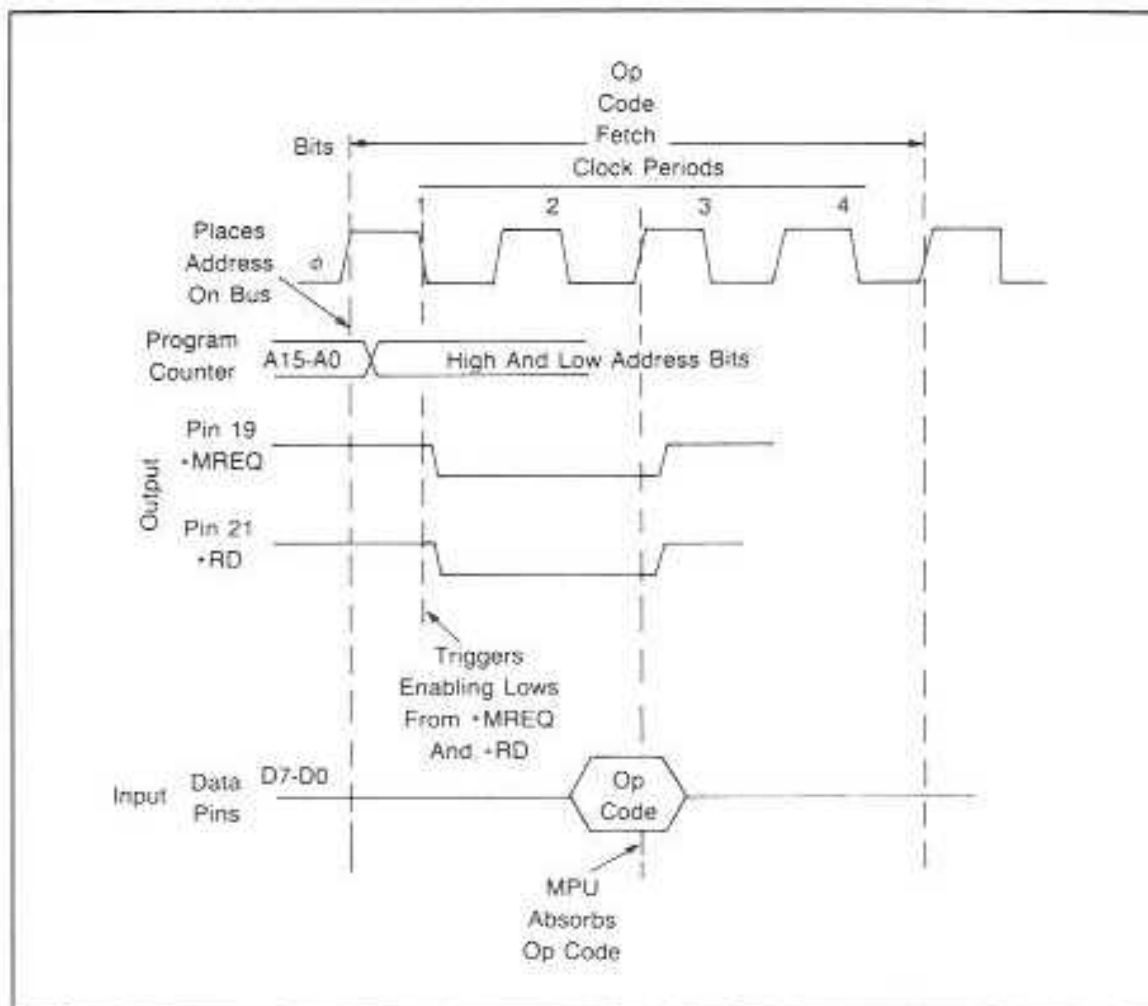 Op
Code
Fetch
Bits
Clock Periods
1 2 3 4
Places
Address
On Bus
Φ
Program
Counter
A15-A0
High And Low Address Bits
Output
Pin 19
*MREQ
Pin 21
*RD
Triggers
Enabling Lows
From *MREQ
And *RD
Input
Data
Pins
D7-D0
Op
Code
MPU
Absorbs
Op Code